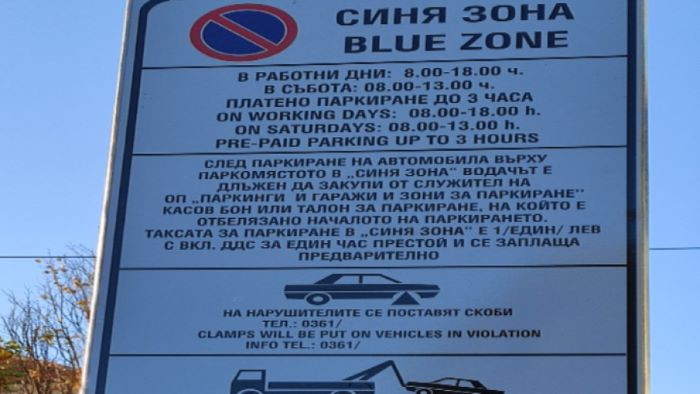 СИНЯ ЗОНА
BLUE ZONE
В РАБОТНИ ДНИ: 8.00-18.00 ч.
В СЪБОТА: 08.00-13.00 ч.
ПЛАТЕНО ПАРКИРАНЕ ДО 3 ЧАСА
ON WORKING DAYS: 08.00-18.00 h.
ON SATURDAYS: 08.00-13.00 h.
PRE-PAID PARKING UP TO 3 HOURS
СЛЕД ПАРКИРАНЕ НА АВТОМОБИЛА ВЪРХУ
ПАРКОМЯСТОТО В „СИНЯ ЗОНА" ВОДАЧЪТ Е
ДЛЪЖЕН ДА ЗАКУПИ ОТ СЛУЖИТЕЛ НА
ОП „ПАРКИНГИ И ГАРАЖИ И ЗОНИ ЗА ПАРКИРАНЕ"
КАСОВ БОН ИЛИ ТАЛОН ЗА ПАРКИРАНЕ, НА КОЙТО Е
ОТБЕЛЯЗАНО НАЧАЛОТО НА ПАРКИРАНЕТО.
ТАКСАТА ЗА ПАРКИРАНЕ В „СИНЯ ЗОНА" Е 1/ЕДИН/ ЛЕВ
С ВКЛ. ДДС ЗА ЕДИН ЧАС ПРЕСТОЙ И СЕ ЗАПЛАЩА
ПРЕДВАРИТЕЛНО
НА НАРУШИТЕЛИТЕ СЕ ПОСТАВЯТ СКОБИ
ТЕЛ.: 0361/
CLAMPS WILL BE PUT ON VEHICLES IN VIOLATION
INFO TEL.: 0361/